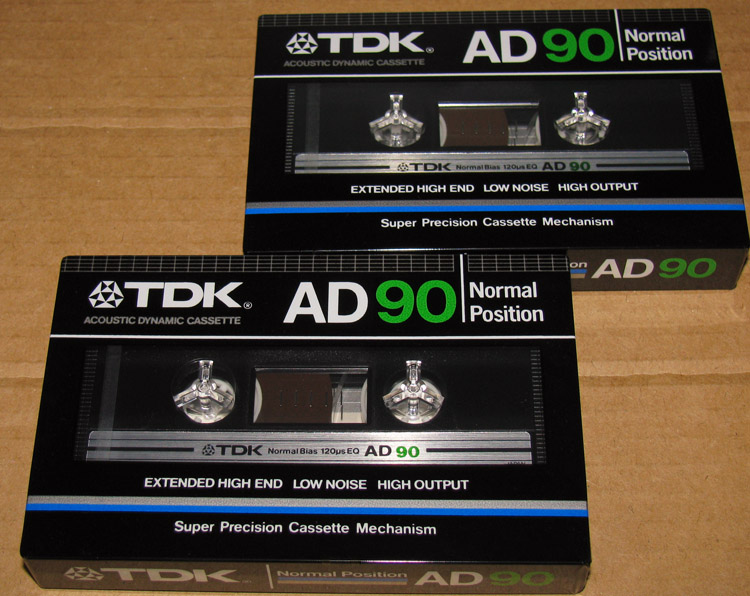 TDK®
ACOUSTIC DYNAMIC CASSETTE
AD 90
Normal
Position
TDK Normal Bias 120µs EQ AD 90
EXTENDED HIGH END LOW NOISE HIGH OUTPUT
Super Precision Cassette Mechanism
on AD 90
TDK®
ACOUSTIC DYNAMIC CASSETTE
AD 90
Normal
Position
TDK Normal Bias 120µs EQ AD 90
EXTENDED HIGH END LOW NOISE HIGH OUTPUT
Super Precision Cassette Mechanism
TDK® Normal Position AD 90